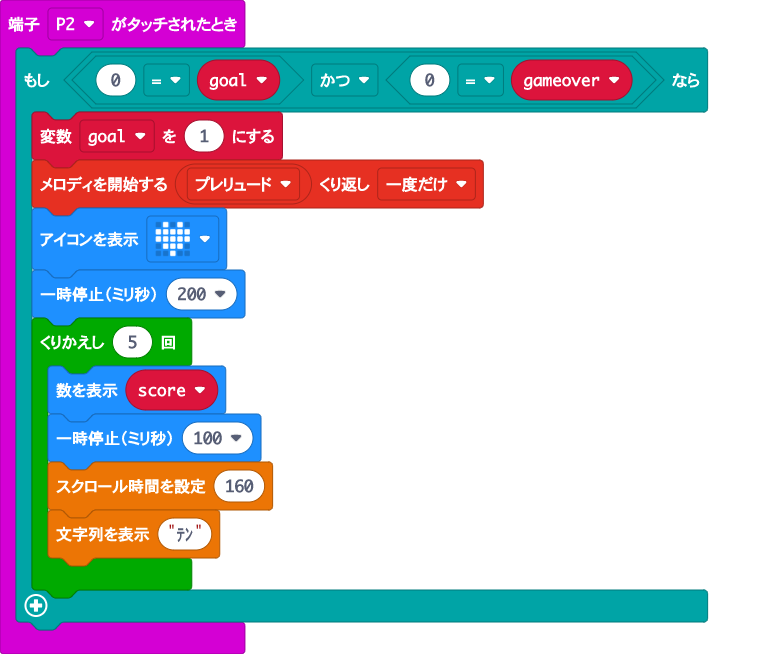 端子 P2 がタッチされたとき
もし 0 = goal かつ 0 = gameover なら
変数 goal を 1 にする
メロディを開始する プレリュード くり返し 一度だけ
アイコンを表示
一時停止(ミリ秒) 200
くりかえし 5 回
数を表示 score
一時停止(ミリ秒) 100
スクロール時間を設定 160
文字列を表示 "テン"